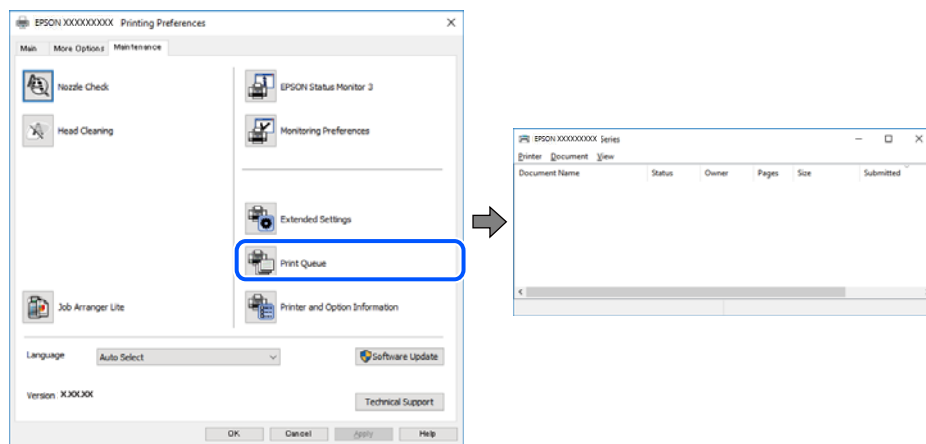 EPSON XXXXXXXXX Printing Preferences
Main More Options Maintenance
Nozzle Check
EPSON Status Monitor 3
Head Cleaning
Monitoring Preferences
Extended Settings
Print Queue
Job Arranger Lite
Printer and Option Information
Language Auto Select
Software Update
Version X.XX.XX
Technical Support
OK Cancel Apply Help
EPSON XXXXXXXXX Series
Printer Document View
Document Name Status Owner Pages Size Submitted